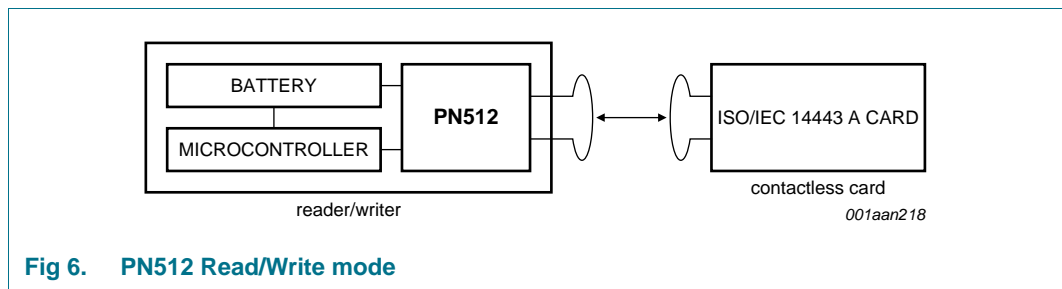 BATTERY
MICROCONTROLLER
PN512
reader/writer
ISO/IEC 14443 A CARD
contactless card
001aan218
Fig 6. PN512 Read/Write mode